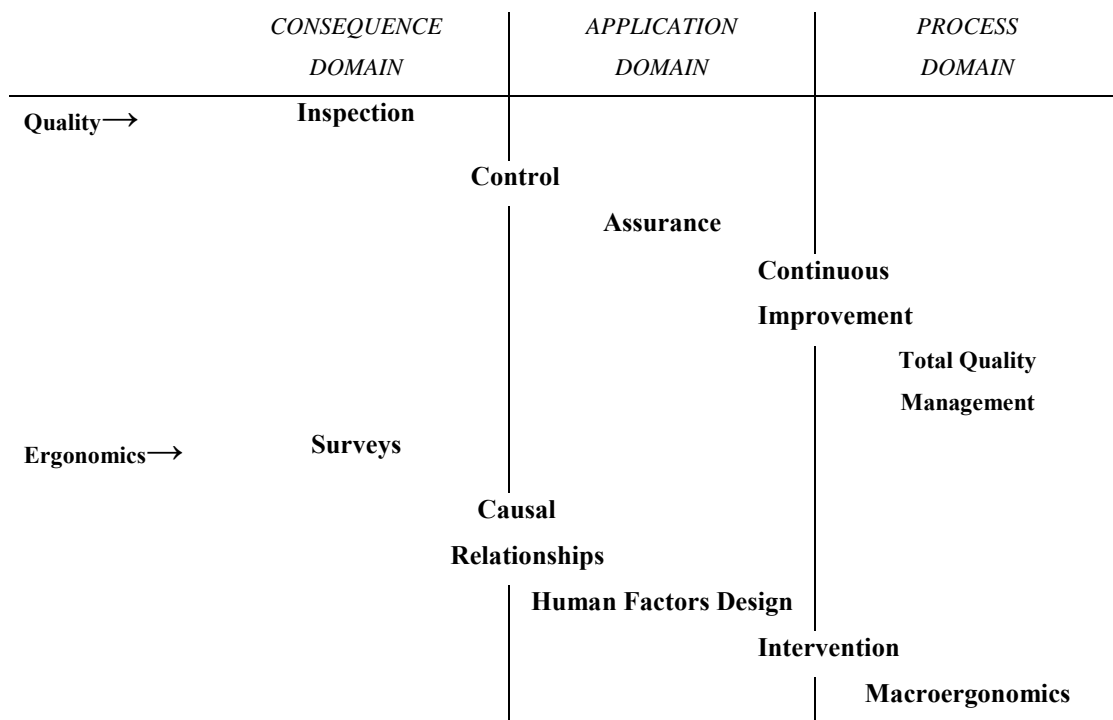 CONSEQUENCE APPLICATION PROCESS
DOMAIN DOMAIN DOMAIN
Quality→ Inspection
Control
Assurance
Continuous
Improvement
Total Quality
Management
Ergonomics→ Surveys
Causal
Relationships
Human Factors Design
Intervention
Macroergonomics